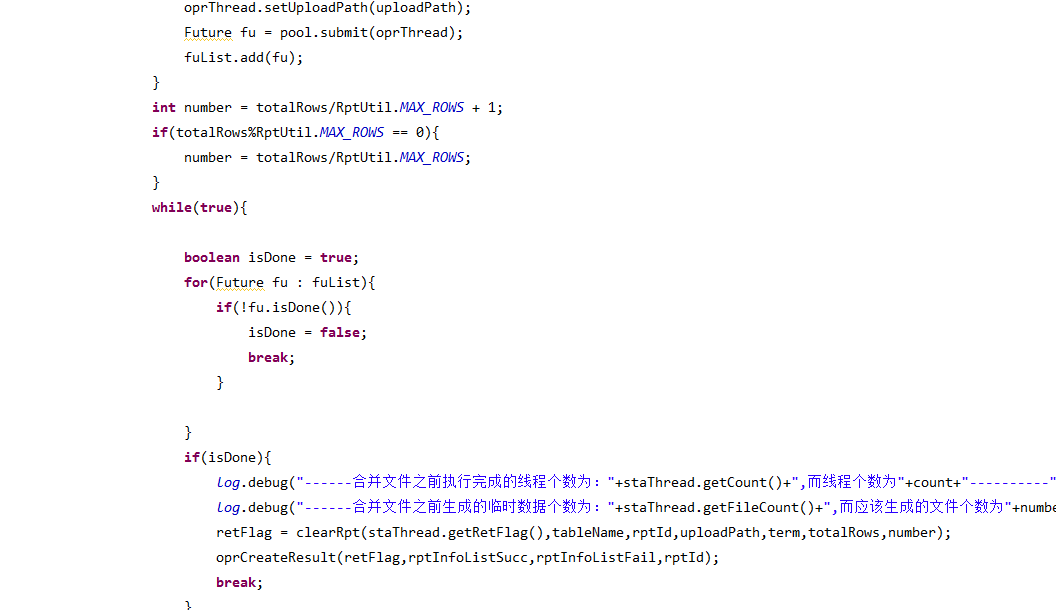 oprThread.setUploadPath(uploadPath);
Future fu = pool.submit(oprThread);
fuList.add(fu);
}
int number = totalRows/RptUtil.MAX_ROWS + 1;
if(totalRows%RptUtil.MAX_ROWS == 0){
number = totalRows/RptUtil.MAX_ROWS;
}
while(true){
boolean isDone = true;
for(Future fu : fuList){
if(!fu.isDone()){
isDone = false;
break;
}
}
if(isDone){
Log.debug("------合并文件之前执行完成的线程个数为："+staThread.getCount()+",而线程个数为"+count+"----------"
Log.debug("------合并文件之前生成的临时数据个数为："+staThread.getFileCount()+",而应该生成的文件个数为"+numbe
retFlag = clearRpt(staThread.getRetFlag(),tableName,rptId,uploadPath,term,totalRows,number);
oprCreateResult(retFlag,rptInfoListSucc,rptInfoListFail,rptId);
break;
}